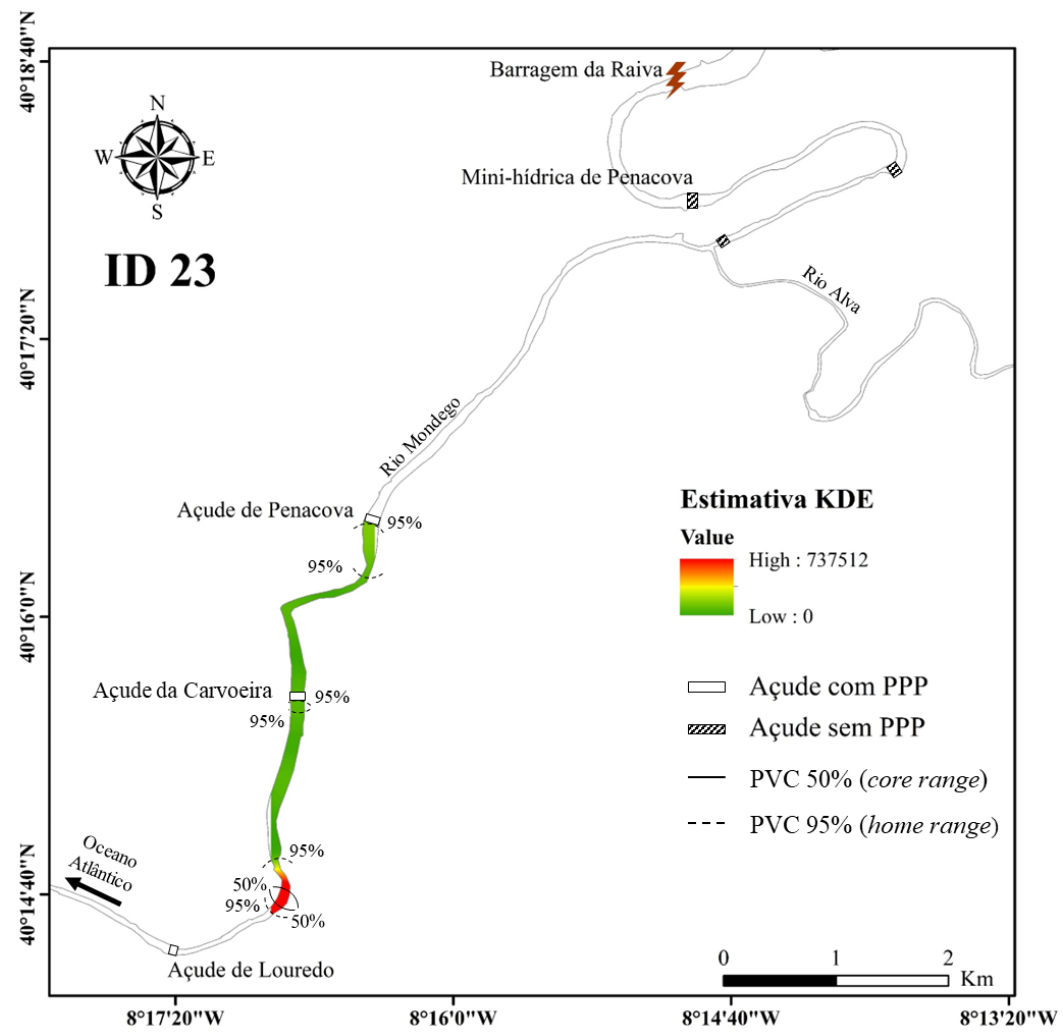 40°18'40"N
Barragem da Raiva
N
W
E
S
Mini-hídrica de Penacova
ID 23
Rio Alva
40°17'20"N
Rio Mondego
Açude de Penacova
95%
95%
Estimativa KDE
Value
High : 737512
Low : 0
40°16'0"N
Açude da Carvoeira
95%
95%
Açude com PPP
Açude sem PPP
PVC 50% (core range)
PVC 95% (home range)
95%
Oceano
Atlântico
50%
95%
50%
40°14'40"N
Açude de Louredo
0
1
2
Km
8°17'20"W
8°16'0"W
8°14'40"W
8°13'20"W